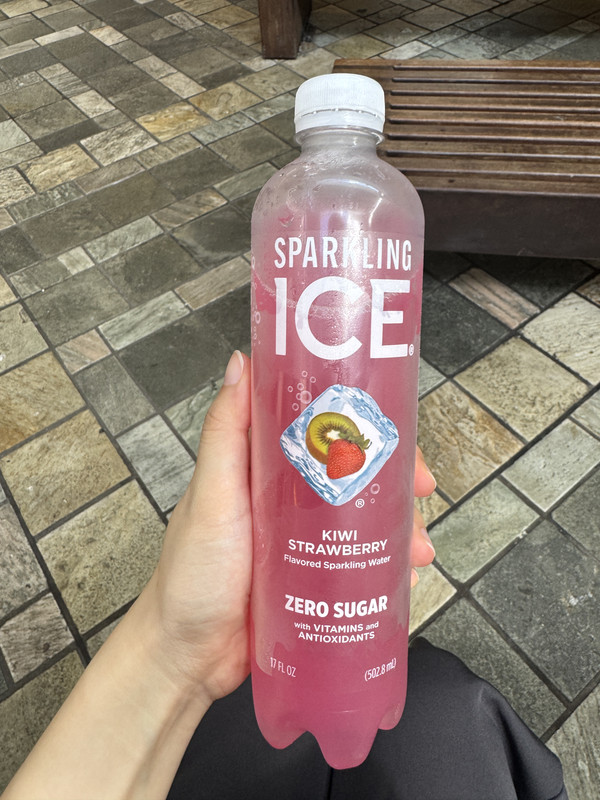 SPARKLING
ICE®
®
KIWI
STRAWBERRY
Flavored Sparkling Water
ZERO SUGAR
with VITAMINS and
ANTIOXIDANTS
17 FL OZ (502.8 mL)